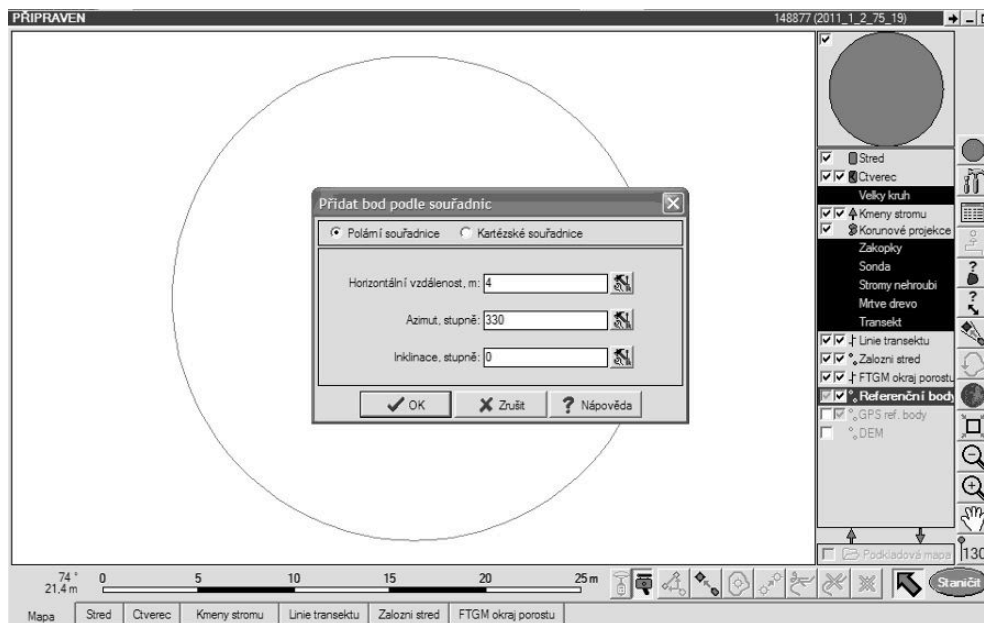 PŘIPRAVEN
148877 (2011_1_2_75_19)
Stred
Ctverec
Velky kruh
Kmeny stromu
Korunové projekce
Zakopky
Sonda
Stromy nehroubi
Mrtve drevo
Transekt
Linie transektu
Zalozni stred
FTGM okraj porostu
Referenční body
GPS ref. body
DEM
Podkladová mapa
130
Přidat bod podle souřadnic
Polární souřadnice
Kartézské souřadnice
Horizontální vzdálenost, m: 4
Azimut, stupně: 330
Inklinace, stupně: 0
OK
Zrušit
? Nápověda
74 °
21,4 m
0 5 10 15 20 25 m
Staničit
Mapa
Stred
Ctverec
Kmeny stromu
Linie transektu
Zalozni stred
FTGM okraj porostu